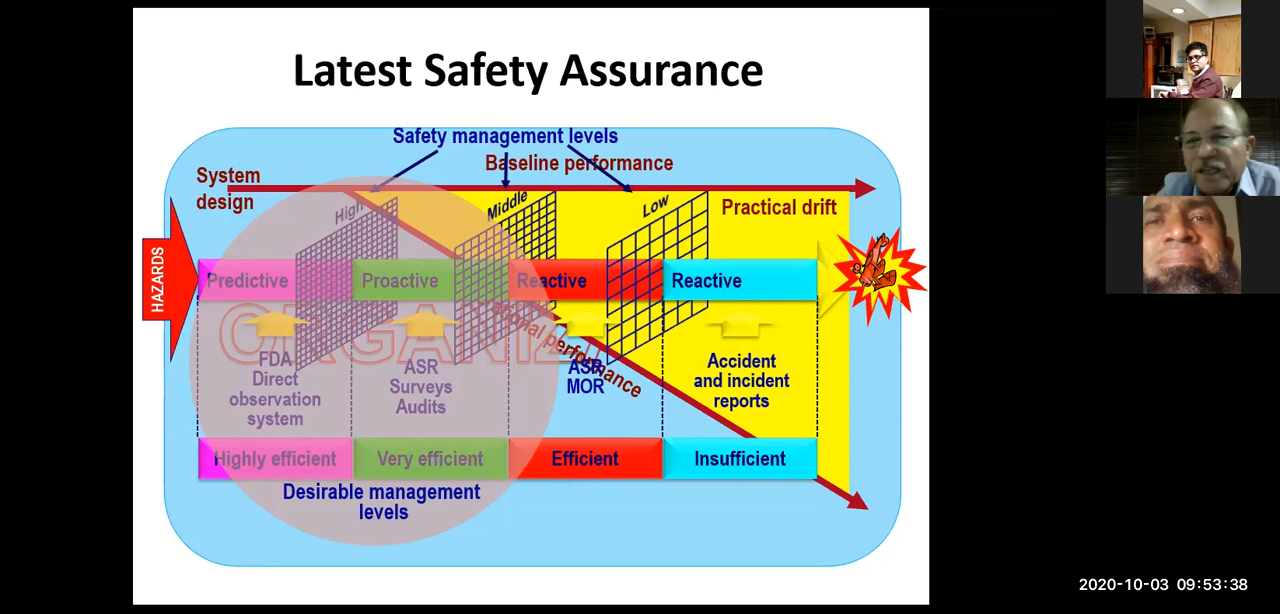 Latest Safety Assurance
Safety management levels
Baseline performance
System
design
High
Middle
Low
Practical drift
HAZARDS
Predictive
Proactive
Reactive
Reactive
ORGANIZ
performance
FDA
Direct
observation
system
ASR
Surveys
Audits
ASR
MOR
Accident
and incident
reports
Highly efficient
Very efficient
Efficient
Insufficient
Desirable management
levels
2020-10-03 09:53:38